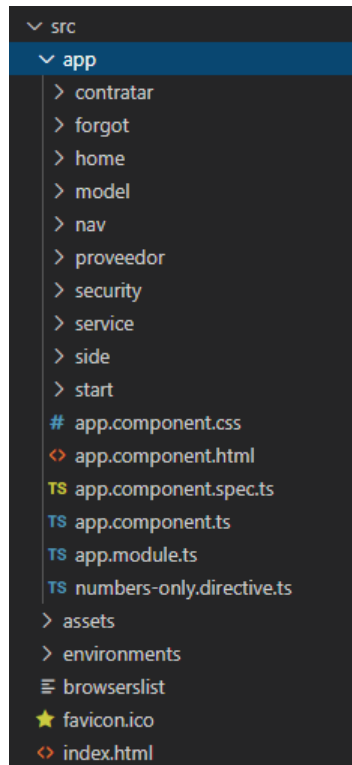 src
app
contratar
forgot
home
model
nav
proveedor
security
service
side
start
# app.component.css
<> app.component.html
TS app.component.spec.ts
TS app.component.ts
TS app.module.ts
TS numbers-only.directive.ts
assets
environments
browserslist
favicon.ico
<> index.html